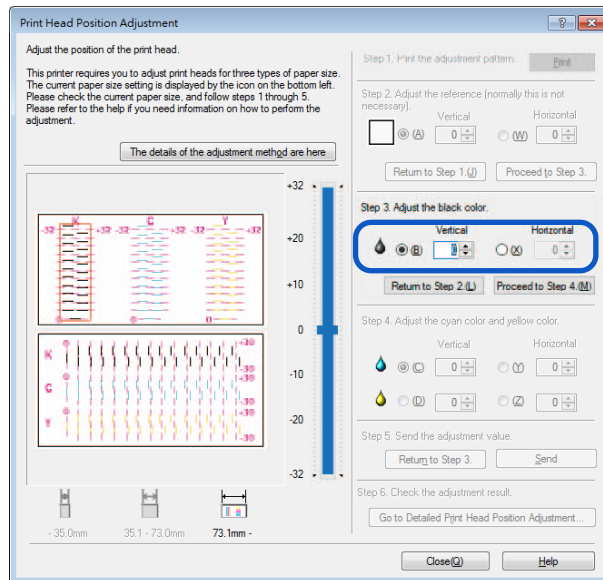 Print Head Position Adjustment
Adjust the position of the print head.
This printer requires you to adjust print heads for three types of paper size.
The current paper size setting is displayed by the icon on the bottom left.
Please check the current paper size, and follow steps 1 through 5.
Please refer to the help if you need information on how to perform the
adjustment.
The details of the adjustment method are here
K C Y
-32 +32 -32 +32 -32 +32
0
K +30
-30
C +30
-30
Y +30
-30
+32
+20
+10
0
-10
-20
-32
- 35.0mm 35.1 - 73.0mm 73.1mm -
Step 1. Print the adjustment pattern. Print
Step 2. Adjust the reference (normally this is not
necessary).
Vertical Horizontal
(A) 0 (W) 0
Return to Step 1.(J) Proceed to Step 3.
Step 3. Adjust the black color.
Vertical Horizontal
(B) 0 (X) 0
Return to Step 2.(L) Proceed to Step 4.(M)
Step 4. Adjust the cyan color and yellow color.
Vertical Horizontal
(C) 0 (Y) 0
(D) 0 (Z) 0
Step 5. Send the adjustment value.
Return to Step 3. Send
Step 6. Check the adjustment result.
Go to Detailed Print Head Position Adjustment...
Close(Q) Help